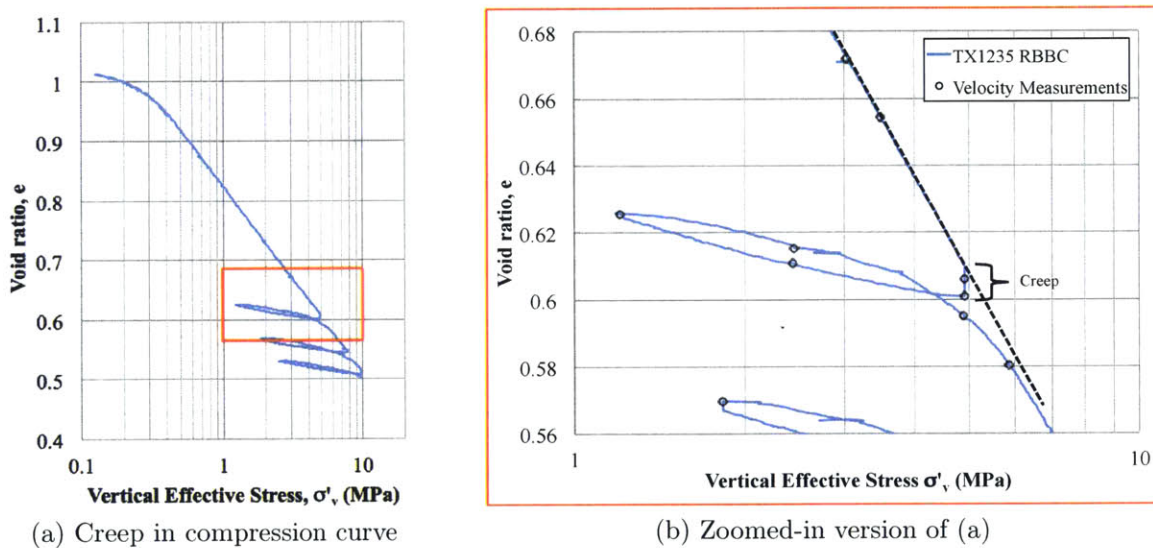 1.1
1
0.9
0.8
0.7
0.6
0.5
0.4
Void ratio, e
0.1 1 10
Vertical Effective Stress, σ'v (MPa)
(a) Creep in compression curve
0.68
0.66
0.64
0.62
0.6
0.58
0.56
Void ratio, e
TX1235 RBBC
Velocity Measurements
Creep
1 10
Vertical Effective Stress σ'v (MPa)
(b) Zoomed-in version of (a)